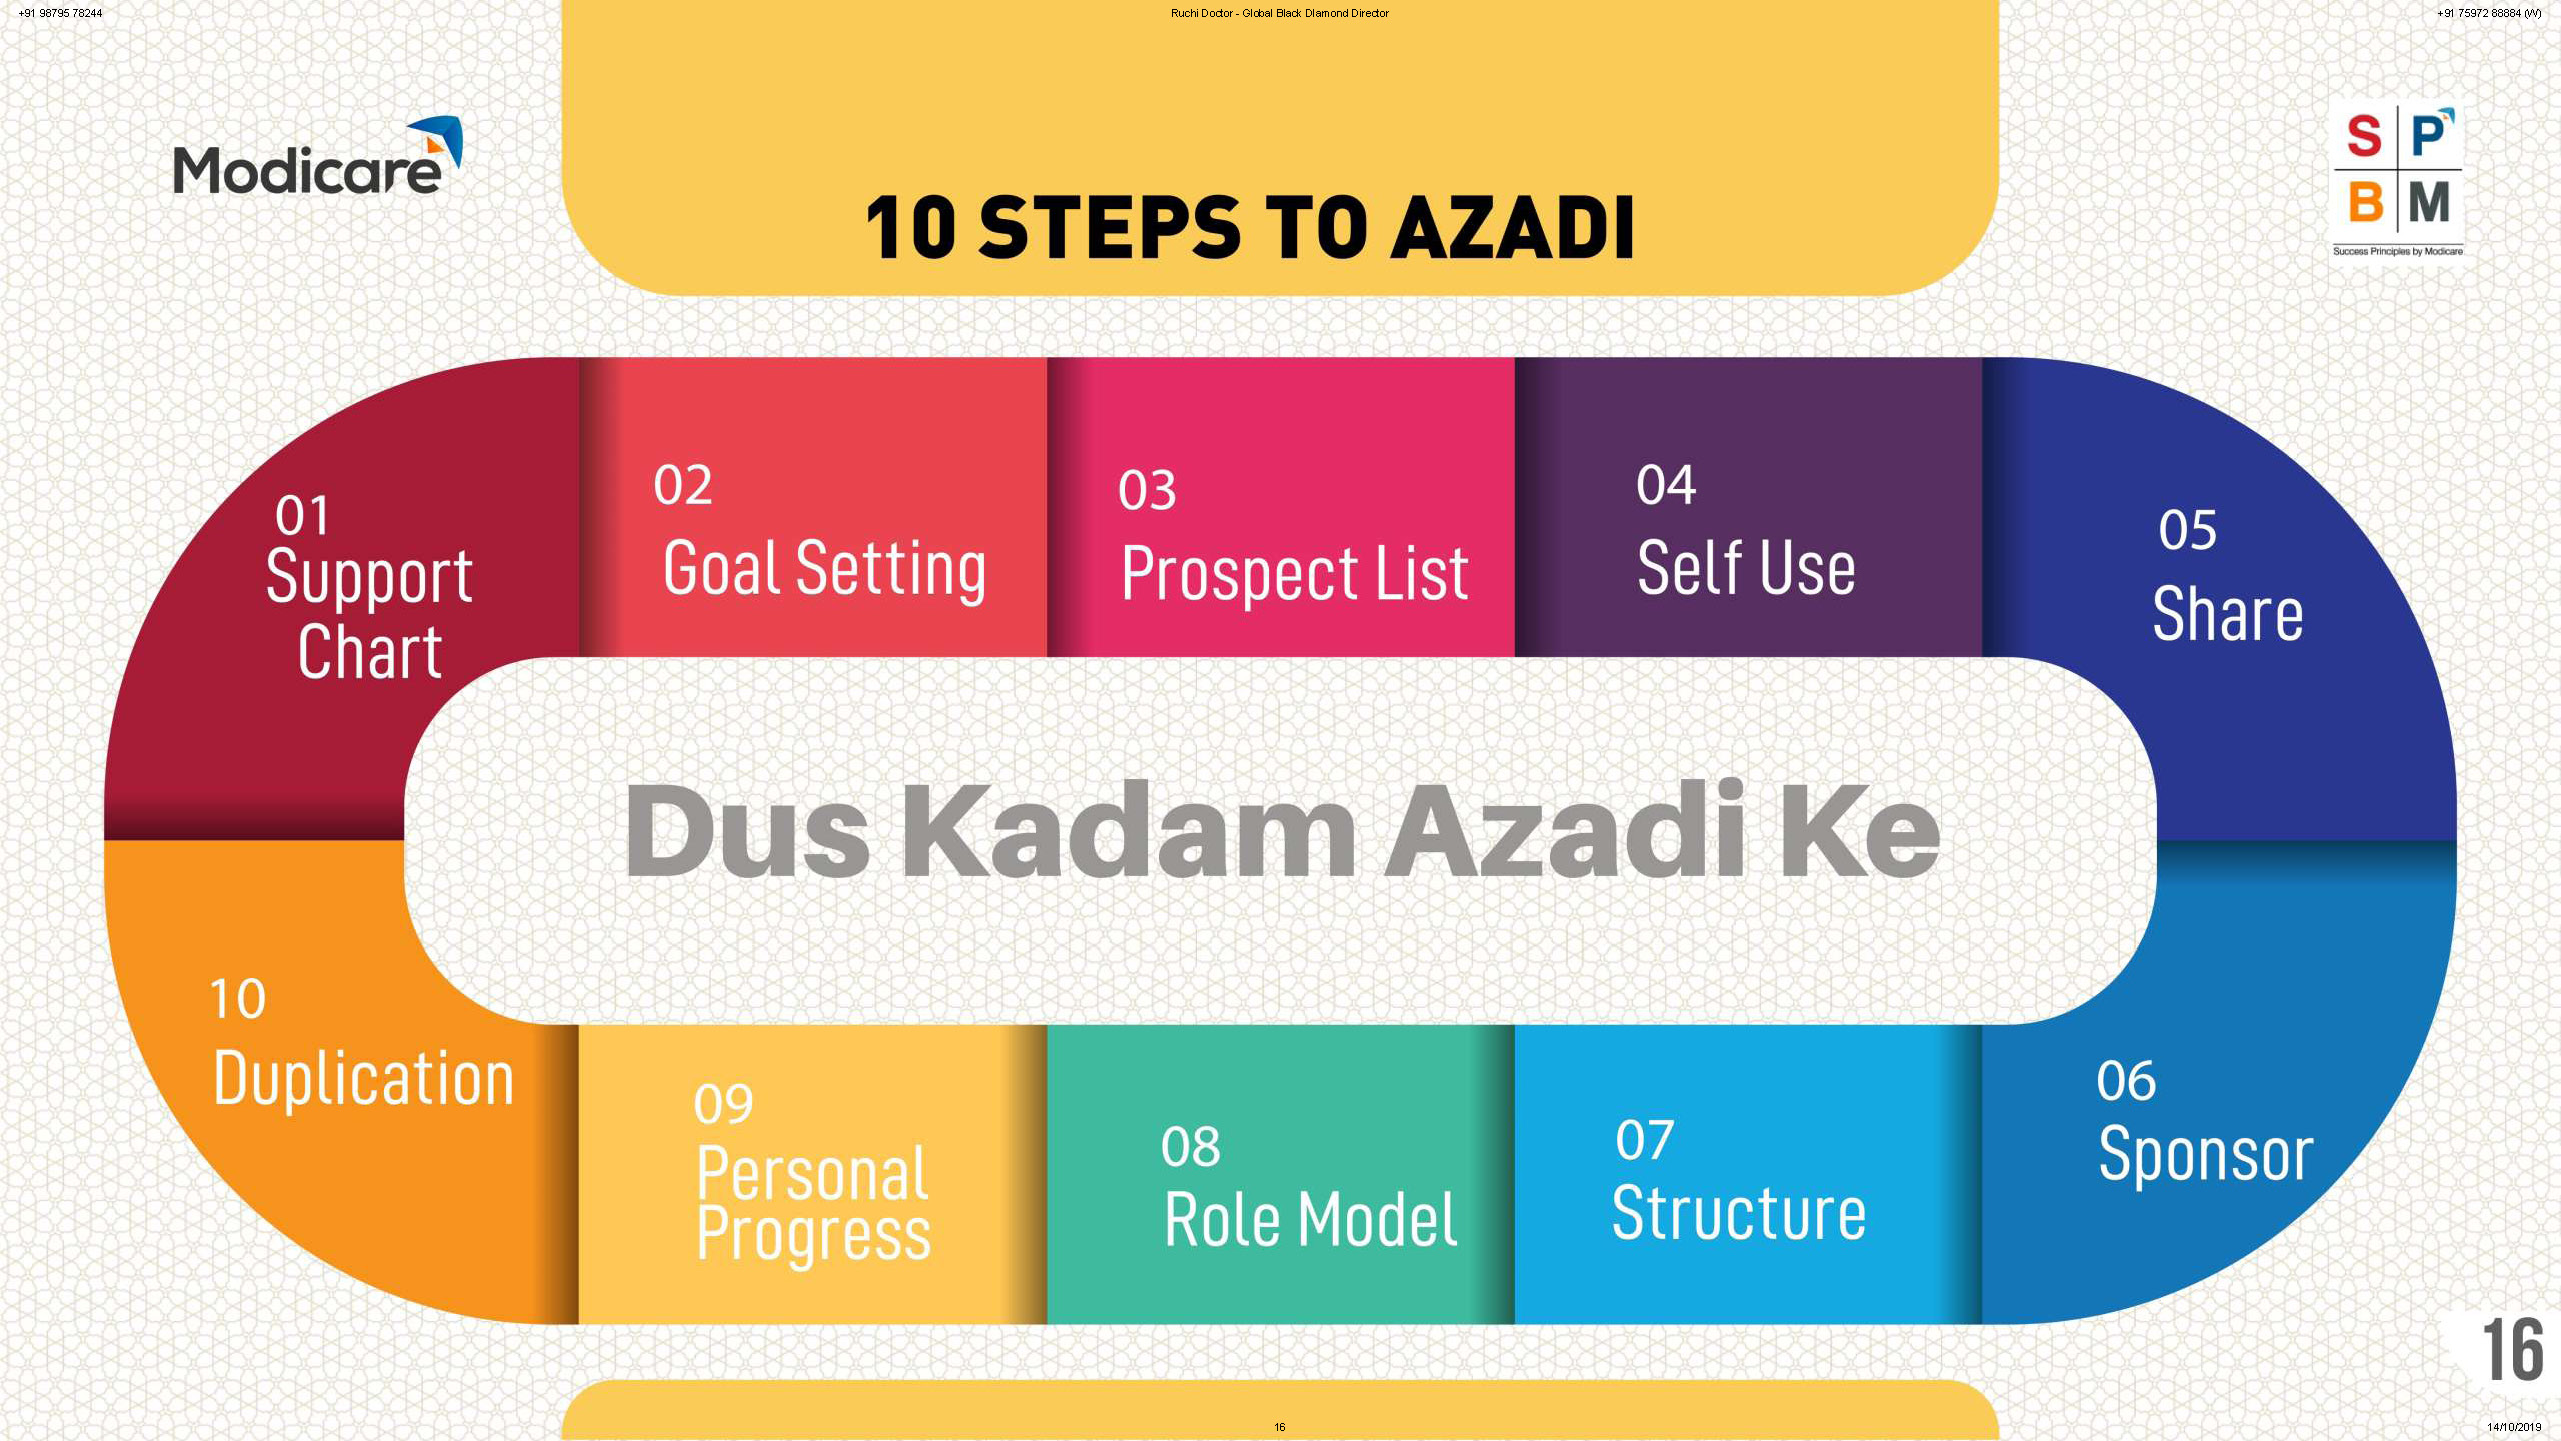 +91 98795 78244
Ruchi Doctor - Global Black DIamond Director
+91 75972 88884 (W)
Modicare
10 STEPS TO AZADI
S P
B M
Success Principles by Modicare
01
Support
Chart
02
Goal Setting
03
Prospect List
04
Self Use
05
Share
Dus Kadam Azadi Ke
10
Duplication
09
Personal
Progress
08
Role Model
07
Structure
06
Sponsor
16
16
14/10/2019